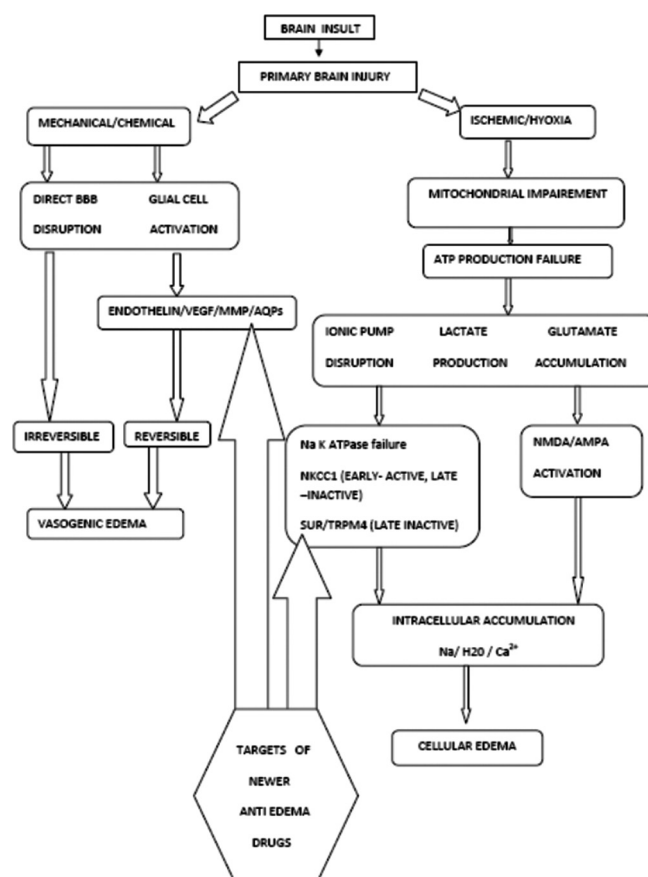 BRAIN INSULT
PRIMARY BRAIN INJURY
MECHANICAL/CHEMICAL
ISCHEMIC/HYOXIA
DIRECT BBB
DISRUPTION
GLIAL CELL
ACTIVATION
MITOCHONDRIAL IMPAIREMENT
ATP PRODUCTION FAILURE
ENDOTHELIN/VEGF/MMP/AQPs
IONIC PUMP
DISRUPTION
LACTATE
PRODUCTION
GLUTAMATE
ACCUMULATION
IRREVERSIBLE
REVERSIBLE
Na K ATPase failure
NKCC1 (EARLY- ACTIVE, LATE
–INACTIVE)
SUR/TRPM4 (LATE INACTIVE)
NMDA/AMPA
ACTIVATION
VASOGENIC EDEMA
INTRACELLULAR ACCUMULATION
Na/ H20 / Ca²⁺
CELLULAR EDEMA
TARGETS OF
NEWER
ANTI EDEMA
DRUGS